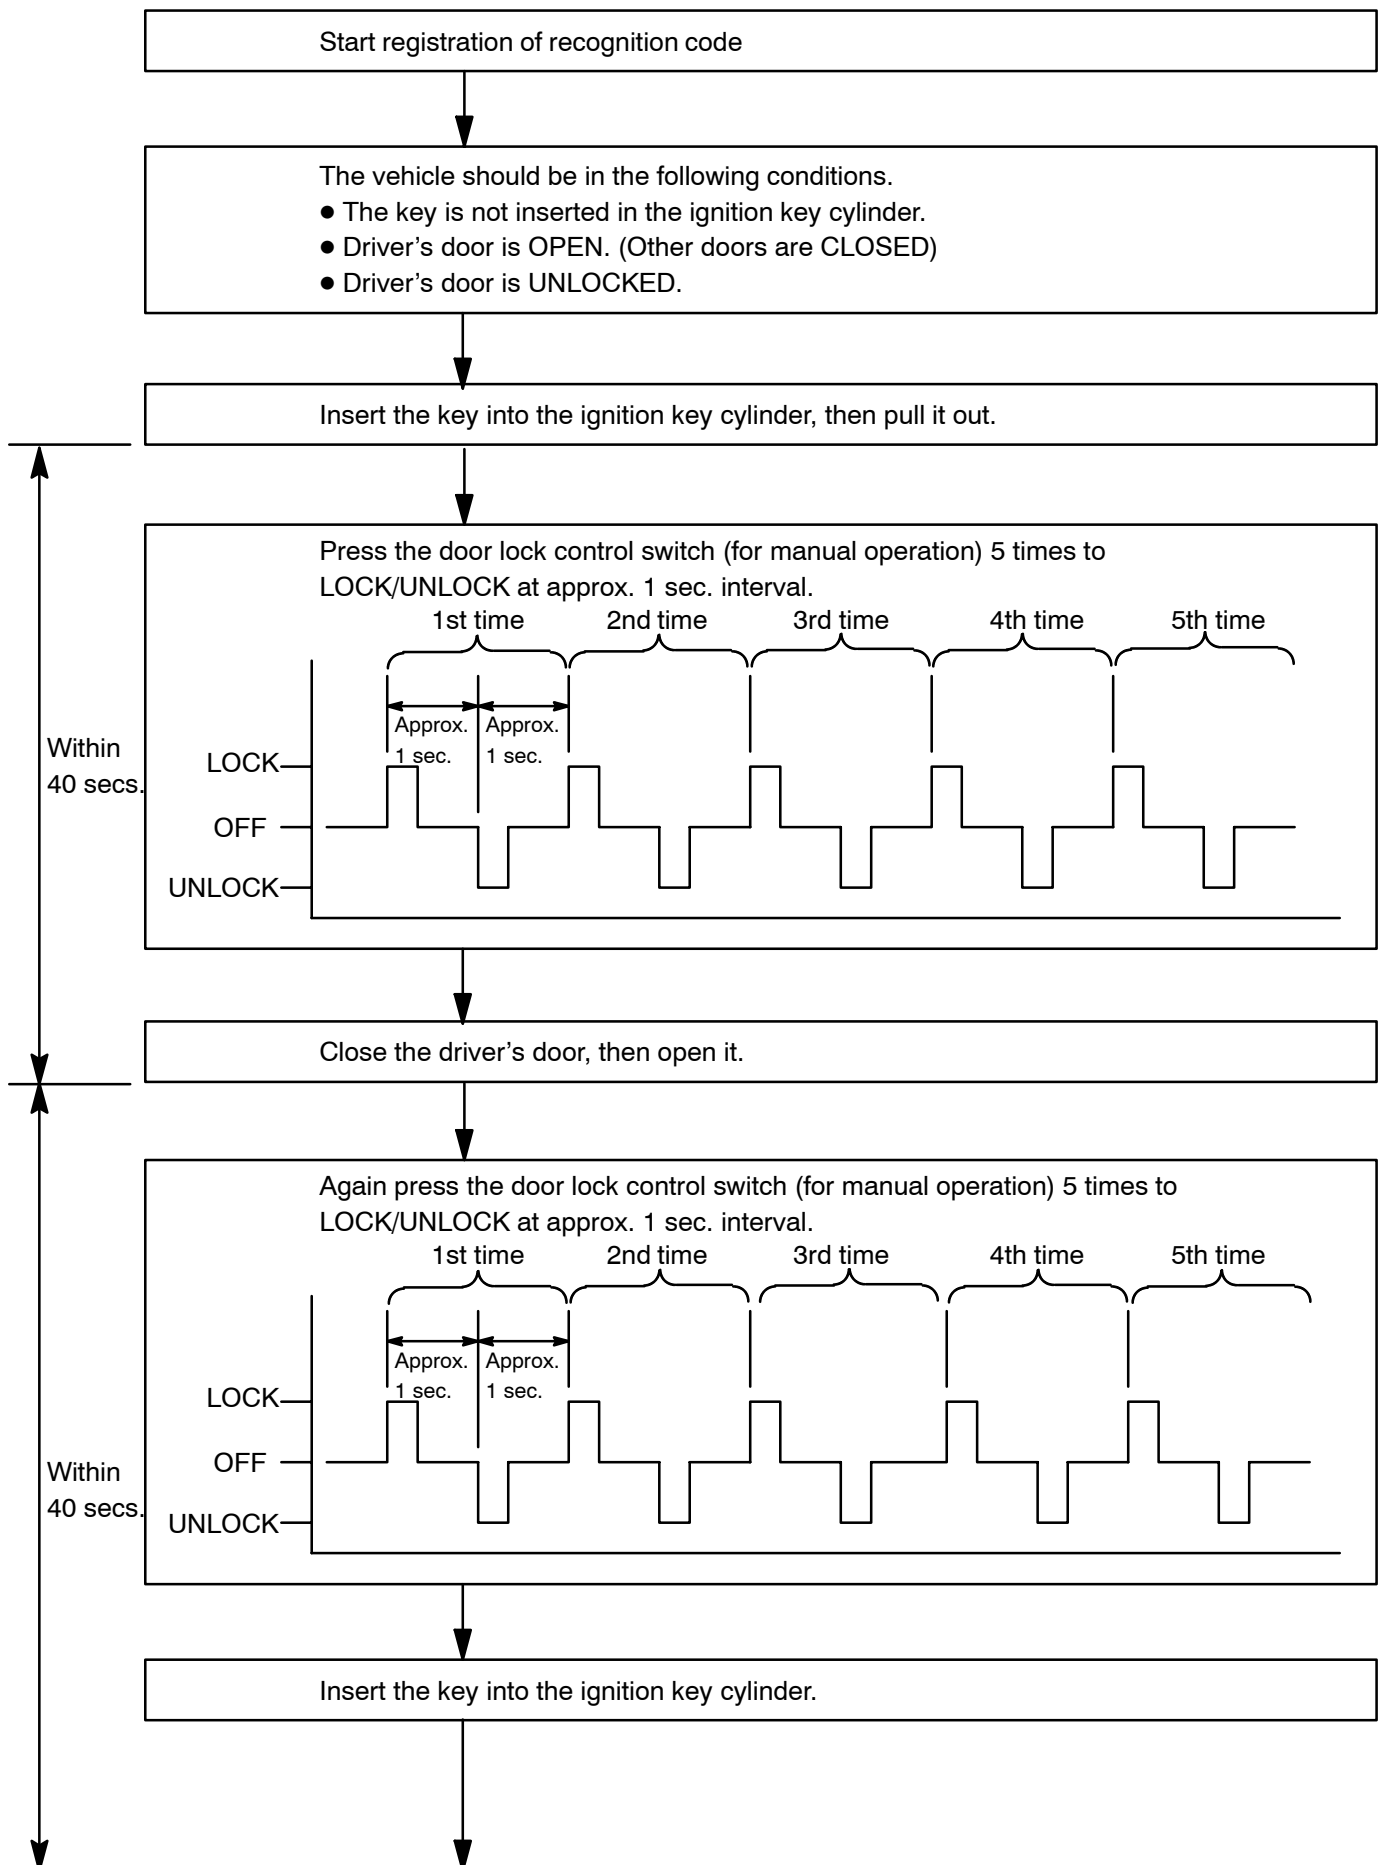 Start registration of recognition code
The vehicle should be in the following conditions.
● The key is not inserted in the ignition key cylinder.
● Driver’s door is OPEN. (Other doors are CLOSED)
● Driver’s door is UNLOCKED.
Insert the key into the ignition key cylinder, then pull it out.
Press the door lock control switch (for manual operation) 5 times to
LOCK/UNLOCK at approx. 1 sec. interval.
1st time 2nd time 3rd time 4th time 5th time
Approx. Approx.
1 sec. 1 sec.
Within
40 secs.
LOCK
OFF
UNLOCK
Close the driver’s door, then open it.
Again press the door lock control switch (for manual operation) 5 times to
LOCK/UNLOCK at approx. 1 sec. interval.
1st time 2nd time 3rd time 4th time 5th time
Approx. Approx.
1 sec. 1 sec.
LOCK
OFF
UNLOCK
Within
40 secs.
Insert the key into the ignition key cylinder.